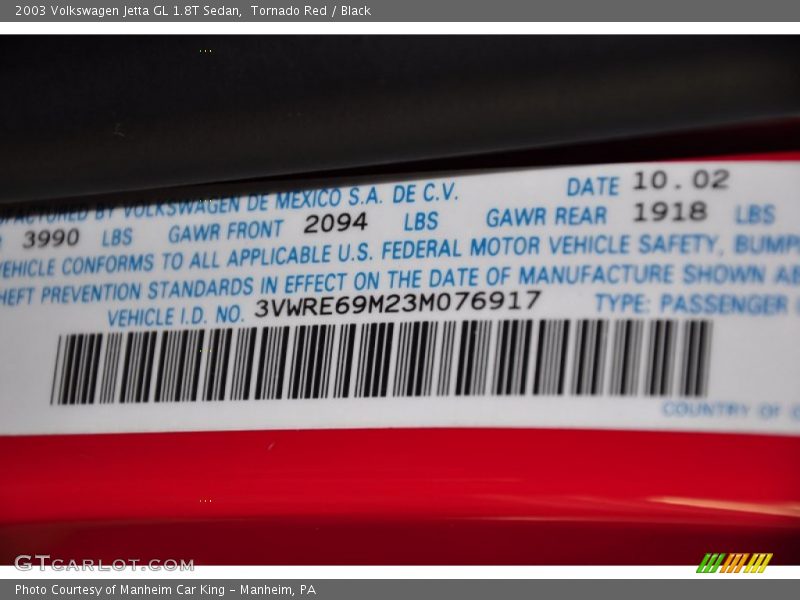 2003 Volkswagen Jetta GL 1.8T Sedan,  Tornado Red / Black
BY VOLKSWAGEN DE MEXICO S.A. DE C.V. DATE 10.02
3990 LBS GAWR FRONT 2094 LBS GAWR REAR 1918 LBS
VEHICLE CONFORMS TO ALL APPLICABLE U.S. FEDERAL MOTOR VEHICLE SAFETY, BUMP
HEFT PREVENTION STANDARDS IN EFFECT ON THE DATE OF MANUFACTURE SHOWN AB
VEHICLE I.D. NO. 3VWRE69M23M076917 TYPE: PASSENGER
COUNTRY OF
GTCARLOT.COM
Photo Courtesy of Manheim Car King – Manheim, PA